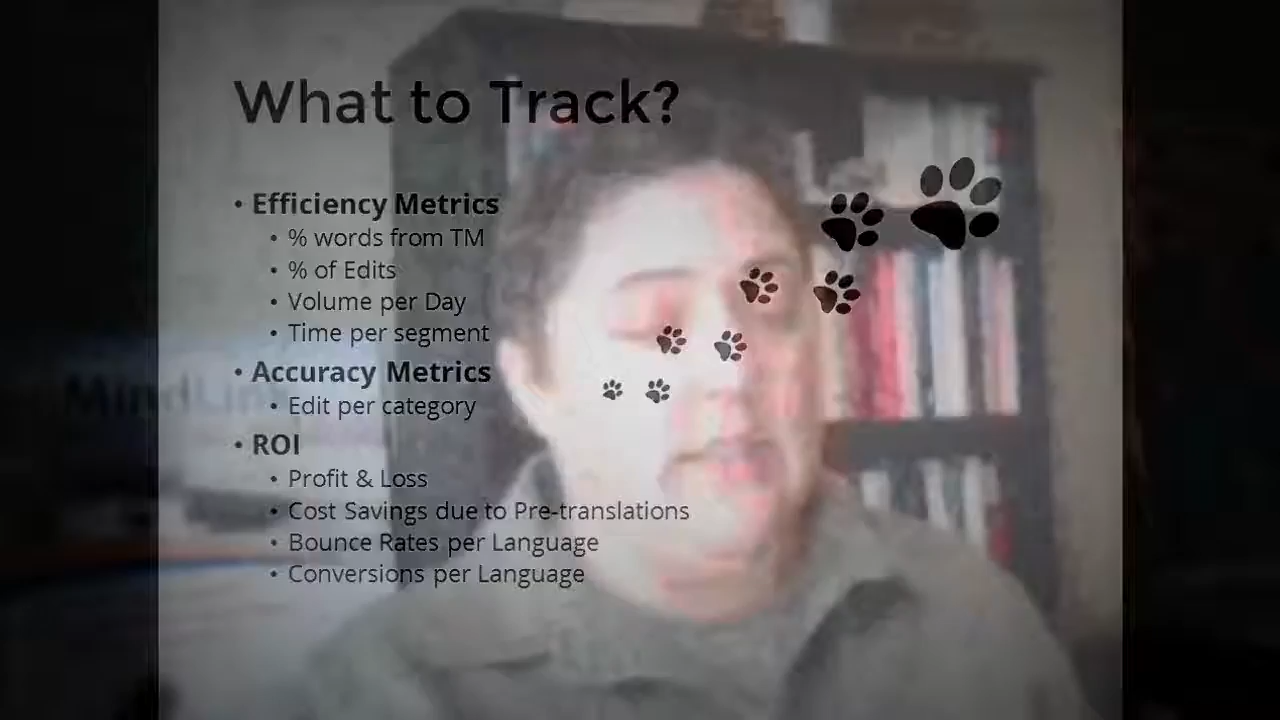 What to Track?
• Efficiency Metrics
• % words from TM
• % of Edits
• Volume per Day
• Time per segment
• Accuracy Metrics
• Edit per category
• ROI
• Profit & Loss
• Cost Savings due to Pre-translations
• Bounce Rates per Language
• Conversions per Language